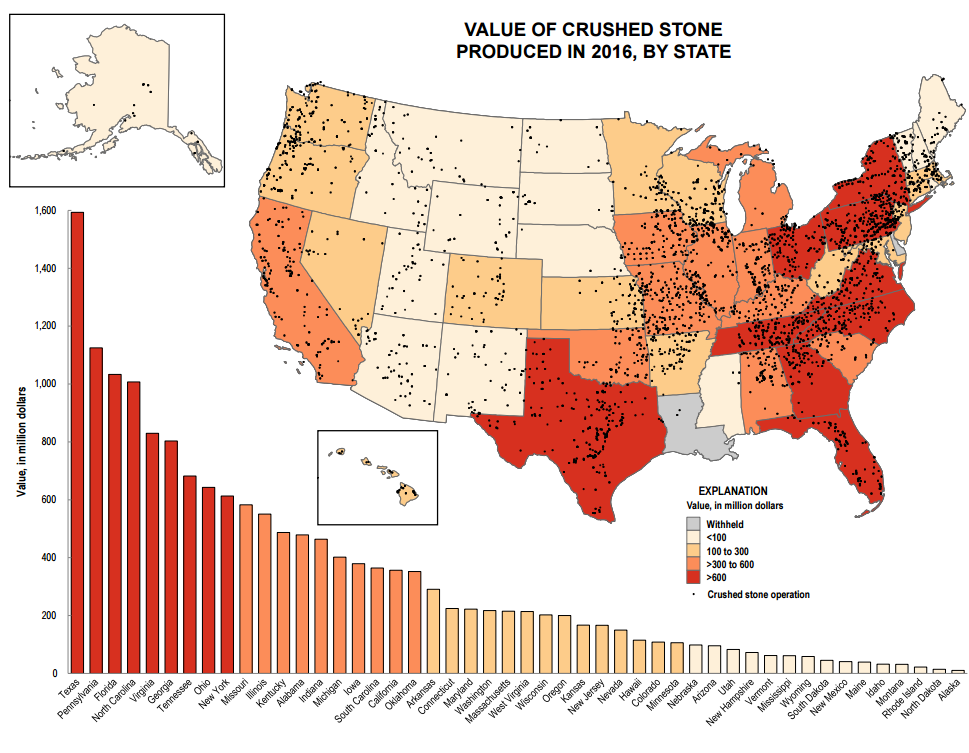 VALUE OF CRUSHED STONE
PRODUCED IN 2016, BY STATE
1,600
1,400
1,200
1,000
800
600
400
200
0
Value, in million dollars
EXPLANATION
Value, in million dollars
Withheld
<100
100 to 300
>300 to 600
>600
Crushed stone operation
Texas
Pennsylvania
Florida
North Carolina
Virginia
Georgia
Tennessee
Ohio
New York
Missouri
Illinois
Kentucky
Alabama
Indiana
Michigan
Iowa
South Carolina
California
Oklahoma
Arkansas
Connecticut
Maryland
Washington
Massachusetts
West Virginia
Wisconsin
Oregon
Kansas
New Jersey
Nevada
Hawaii
Colorado
Minnesota
Nebraska
Arizona
Utah
New Hampshire
Vermont
Mississippi
Wyoming
South Dakota
New Mexico
Maine
Idaho
Montana
Rhode Island
North Dakota
Alaska